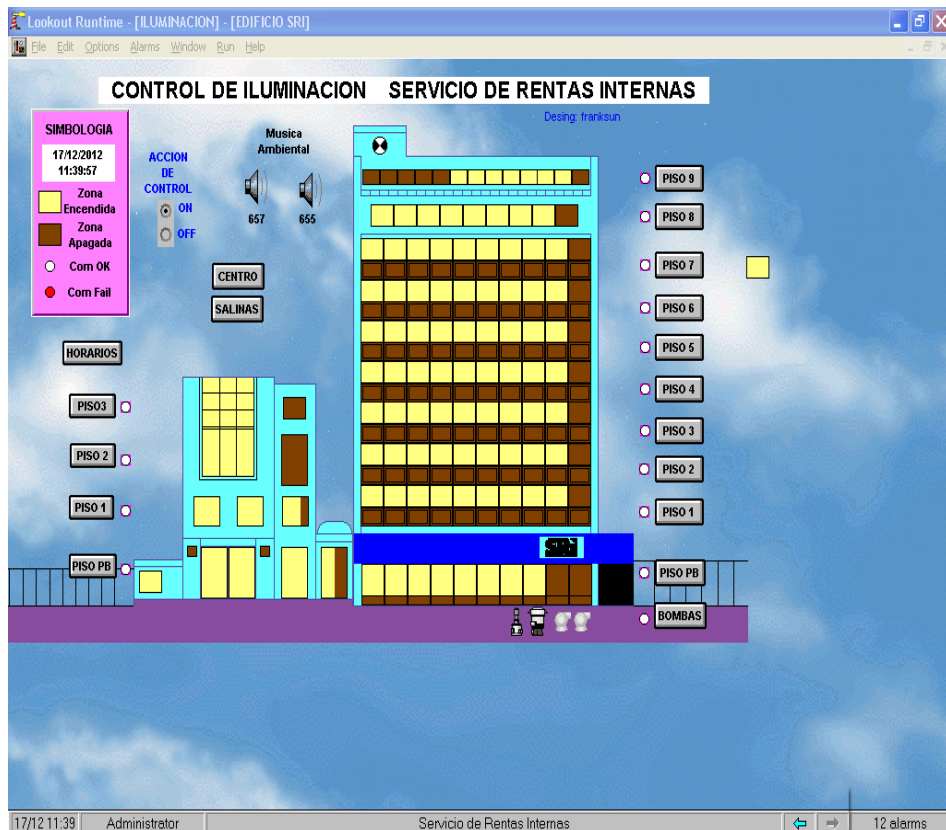 Lookout Runtime - [ILUMINACION] - [EDIFICIO SRI]
File Edit Options Alarms Window Run Help
CONTROL DE ILUMINACION SERVICIO DE RENTAS INTERNAS
Desing: franksun
SIMBOLOGIA
17/12/2012
11:39:57
Zona
Encendida
Zona
Apagada
Com OK
Com Fail
ACCION
DE
CONTROL
ON
OFF
Musica
Ambiental
657 655
CENTRO
SALINAS
HORARIOS
PISO3
PISO 2
PISO 1
PISO PB
PISO 9
PISO 8
PISO 7
PISO 6
PISO 5
PISO 4
PISO 3
PISO 2
PISO 1
PISO PB
BOMBAS
SRI
17/12 11:39 Administrator Servicio de Rentas Internas 12 alarms